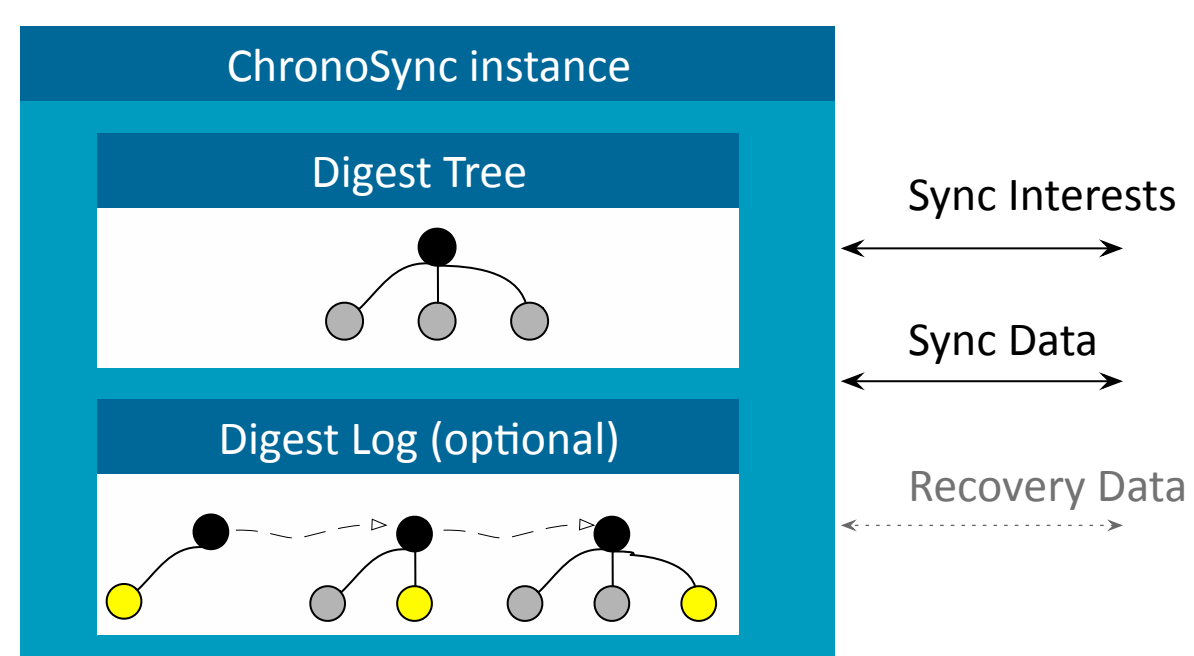 ChronoSync instance
Digest Tree
Sync Interests
Sync Data
Digest Log (optional)
Recovery Data